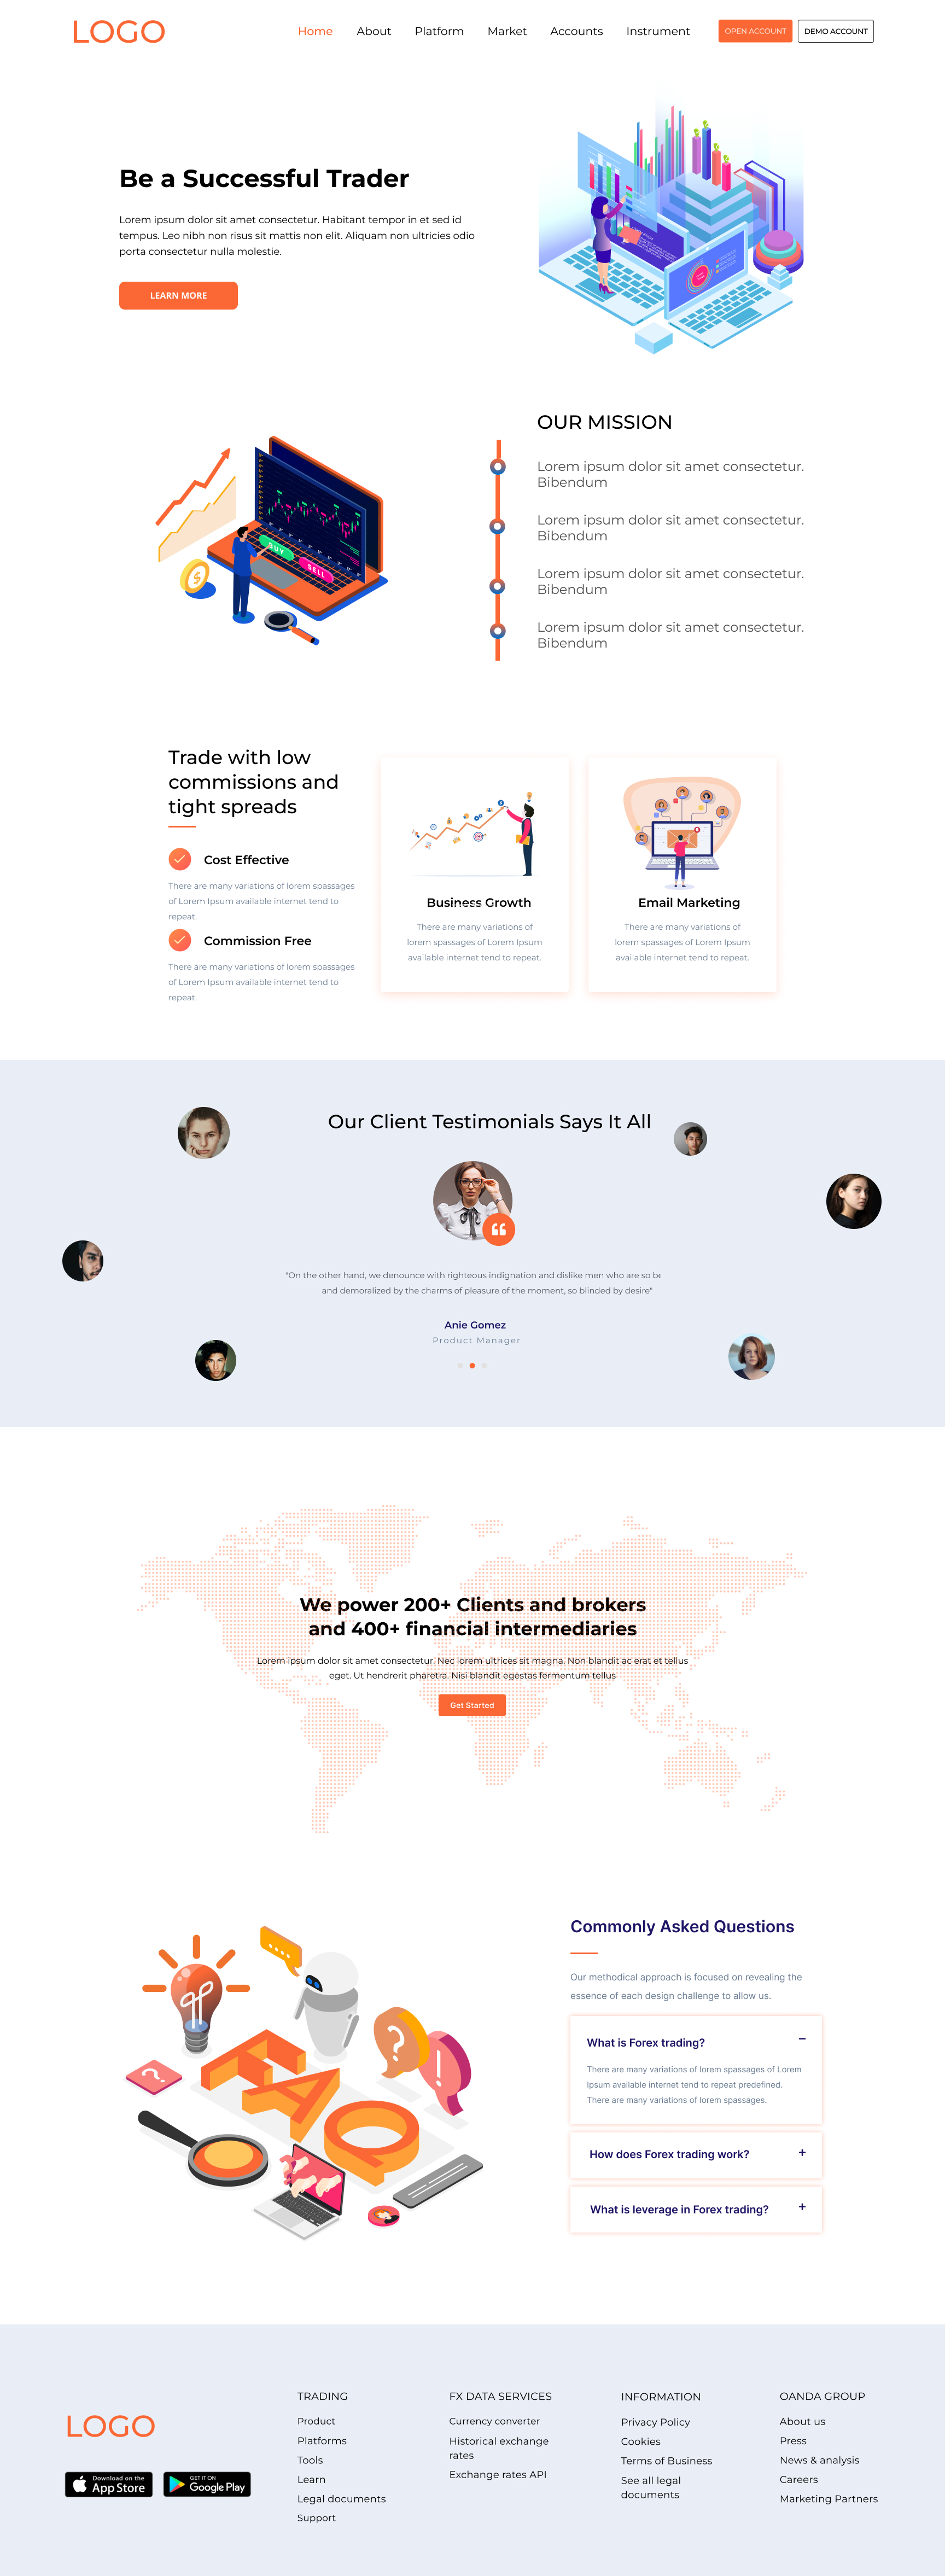 LOGO
Home About Platform Market Accounts Instrument OPEN ACCOUNT DEMO ACCOUNT
Be a Successful Trader
Lorem ipsum dolor sit amet consectetur. Habitant tempor in et sed id
tempus. Leo nibh non risus sit mattis non elit. Aliquam non ultricies odio
porta consectetur nulla molestie.
LEARN MORE
OUR MISSION
Lorem ipsum dolor sit amet consectetur.
Bibendum
Lorem ipsum dolor sit amet consectetur.
Bibendum
Lorem ipsum dolor sit amet consectetur.
Bibendum
Lorem ipsum dolor sit amet consectetur.
Bibendum
BUY
SELL
$
Trade with low
commissions and
tight spreads
Cost Effective
There are many variations of lorem spassages
of Lorem Ipsum available internet tend to
repeat.
Commission Free
There are many variations of lorem spassages
of Lorem Ipsum available internet tend to
repeat.
Business Growth
There are many variations of
lorem spassages of Lorem Ipsum
available internet tend to repeat.
Email Marketing
There are many variations of
lorem spassages of Lorem Ipsum
available internet tend to repeat.
Our Client Testimonials Says It All
"On the other hand, we denounce with righteous indignation and dislike men who are so be
and demoralized by the charms of pleasure of the moment, so blinded by desire"
Anie Gomez
Product Manager
We power 200+ Clients and brokers
and 400+ financial intermediaries
Lorem ipsum dolor sit amet consectetur. Nec lorem ultrices sit magna. Non blandit ac erat et tellus
eget. Ut hendrerit pharetra. Nisi blandit egestas fermentum tellus
Get Started
FAQ
?
?
!
Commonly Asked Questions
Our methodical approach is focused on revealing the
essence of each design challenge to allow us.
What is Forex trading? −
There are many variations of lorem spassages of Lorem
Ipsum available internet tend to repeat predefined.
There are many variations of lorem spassages.
How does Forex trading work? +
What is leverage in Forex trading? +
LOGO
Download on the
App Store
GET IT ON
Google Play
TRADING
Product
Platforms
Tools
Learn
Legal documents
Support
FX DATA SERVICES
Currency converter
Historical exchange
rates
Exchange rates API
INFORMATION
Privacy Policy
Cookies
Terms of Business
See all legal
documents
OANDA GROUP
About us
Press
News & analysis
Careers
Marketing Partners